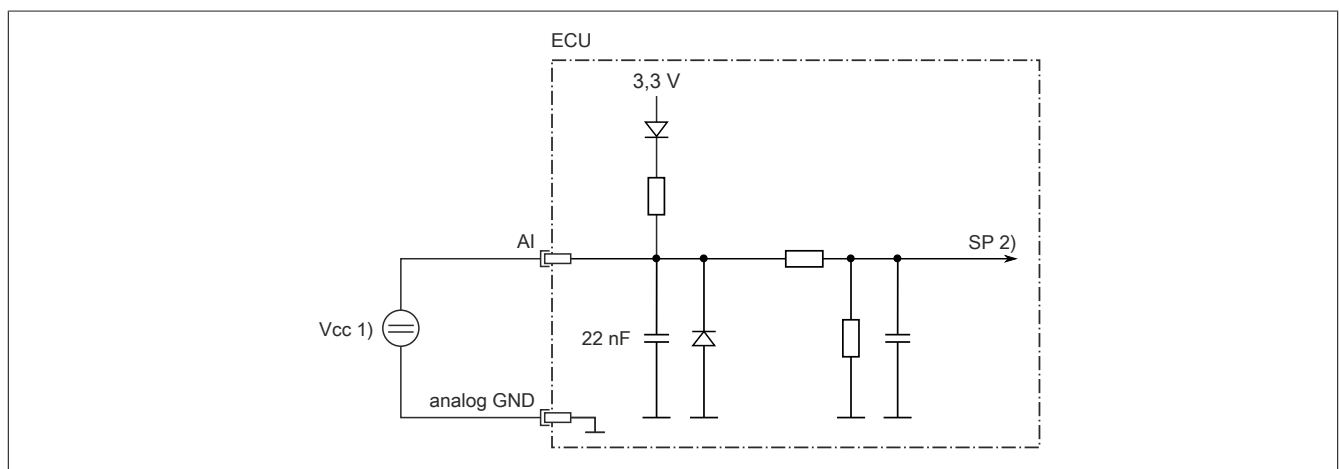 ECU
3,3 V
AI
SP 2)
Vcc 1)
22 nF
analog GND